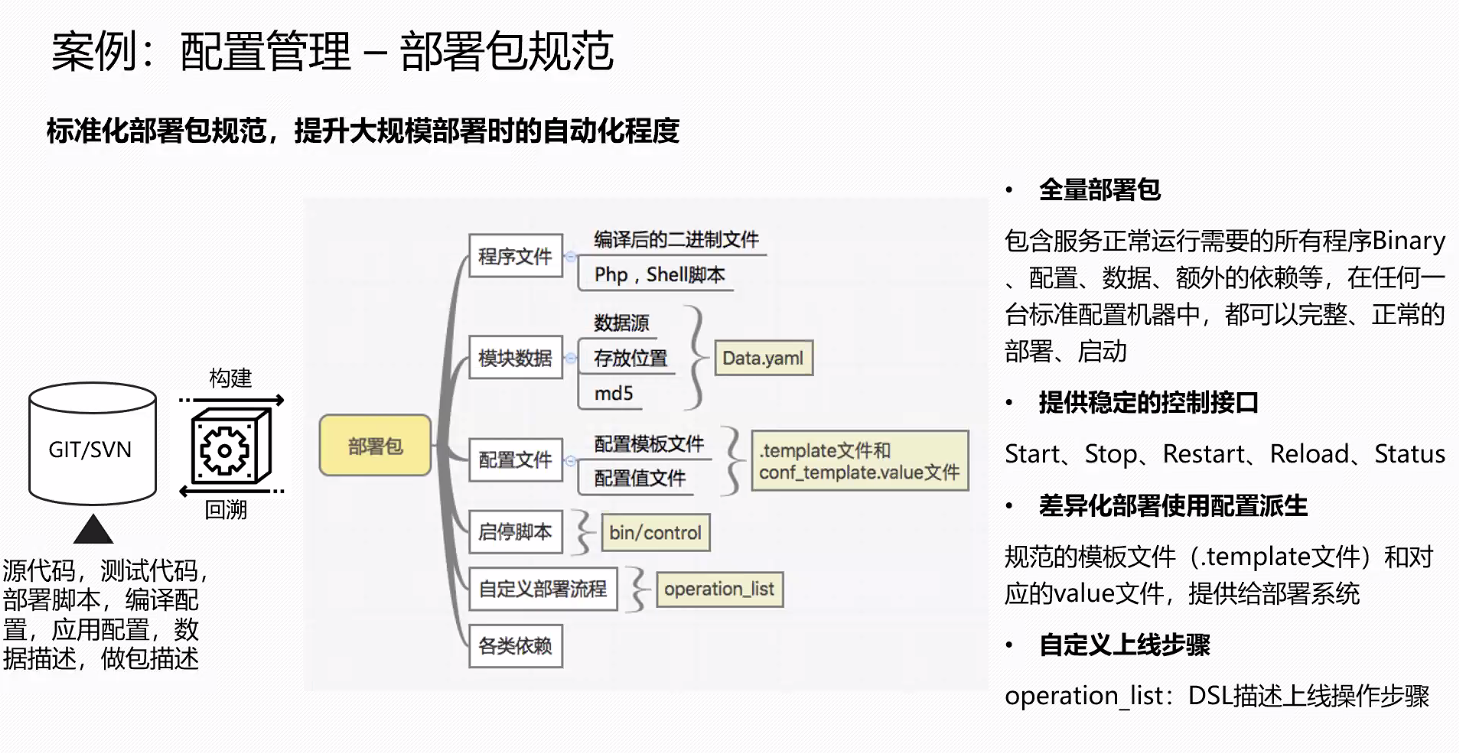 案例：配置管理 – 部署包规范
标准化部署包规范，提升大规模部署时的自动化程度
GIT/SVN
构建
回溯
源代码，测试代码，
部署脚本，编译配
置，应用配置，数
据描述，做包描述
部署包
程序文件
编译后的二进制文件
Php，Shell脚本
模块数据
数据源
存放位置
md5
Data.yaml
配置文件
配置模板文件
配置值文件
.template文件和
conf_template.value文件
启停脚本
bin/control
自定义部署流程
operation_list
各类依赖
• 全量部署包
包含服务正常运行需要的所有程序Binary
、配置、数据、额外的依赖等，在任何一
台标准配置机器中，都可以完整、正常的
部署、启动
• 提供稳定的控制接口
Start、Stop、Restart、Reload、Status
• 差异化部署使用配置派生
规范的模板文件（.template文件）和对
应的value文件，提供给部署系统
• 自定义上线步骤
operation_list：DSL描述上线操作步骤